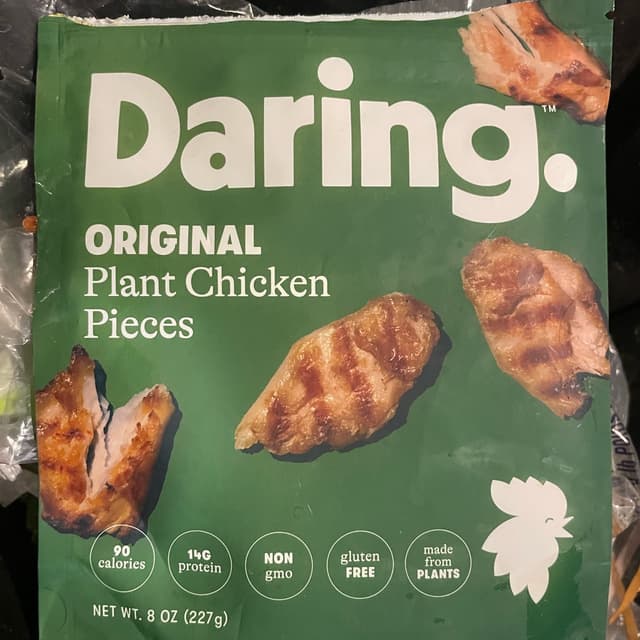 Daring.™
ORIGINAL
Plant Chicken
Pieces
90
calories
14G
protein
NON
gmo
gluten
FREE
made
from
PLANTS
NET WT. 8 OZ (227g)